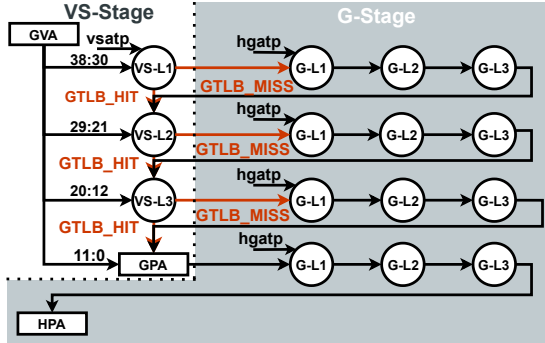 VS-Stage
G-Stage
GVA
vsatp
hgatp
38:30
VS-L1
G-L1
G-L2
G-L3
GTLB_HIT
GTLB_MISS
hgatp
29:21
VS-L2
G-L1
G-L2
G-L3
GTLB_HIT
GTLB_MISS
hgatp
20:12
VS-L3
G-L1
G-L2
G-L3
GTLB_HIT
GTLB_MISS
hgatp
11:0
GPA
G-L1
G-L2
G-L3
HPA